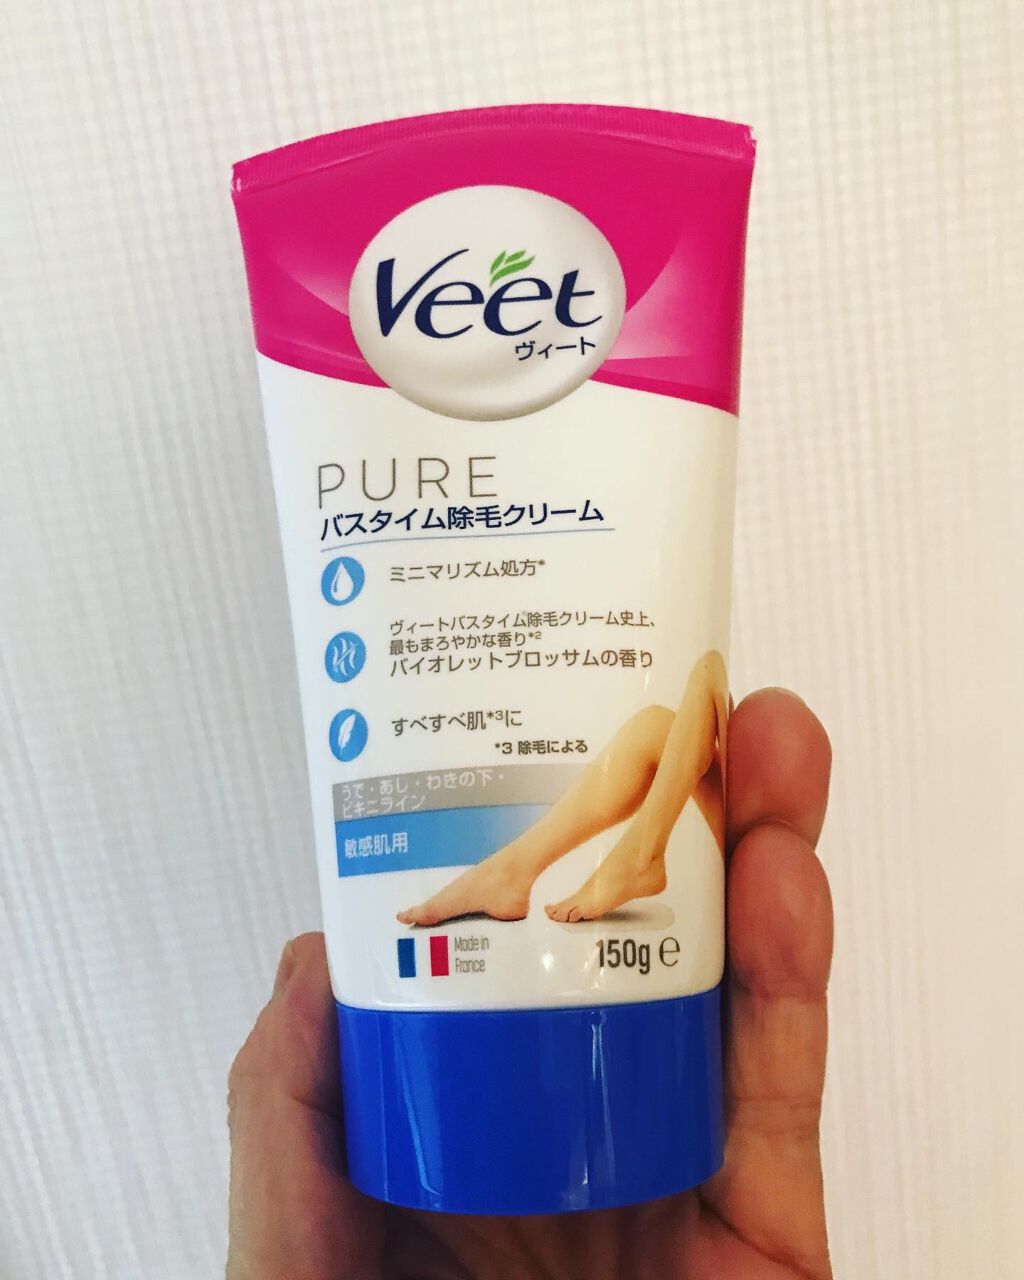 Veet
ヴィート
PURE
バスタイム除毛クリーム
ミニマリズム処方*
ヴィートバスタイム®除毛クリーム史上、
最もまろやかな香り*2
バイオレットブロッサムの香り
すべすべ肌*3に
*3 除毛による
うで・あし・わきの下・
ビキニライン
敏感肌用
Made in
France
150g ℮